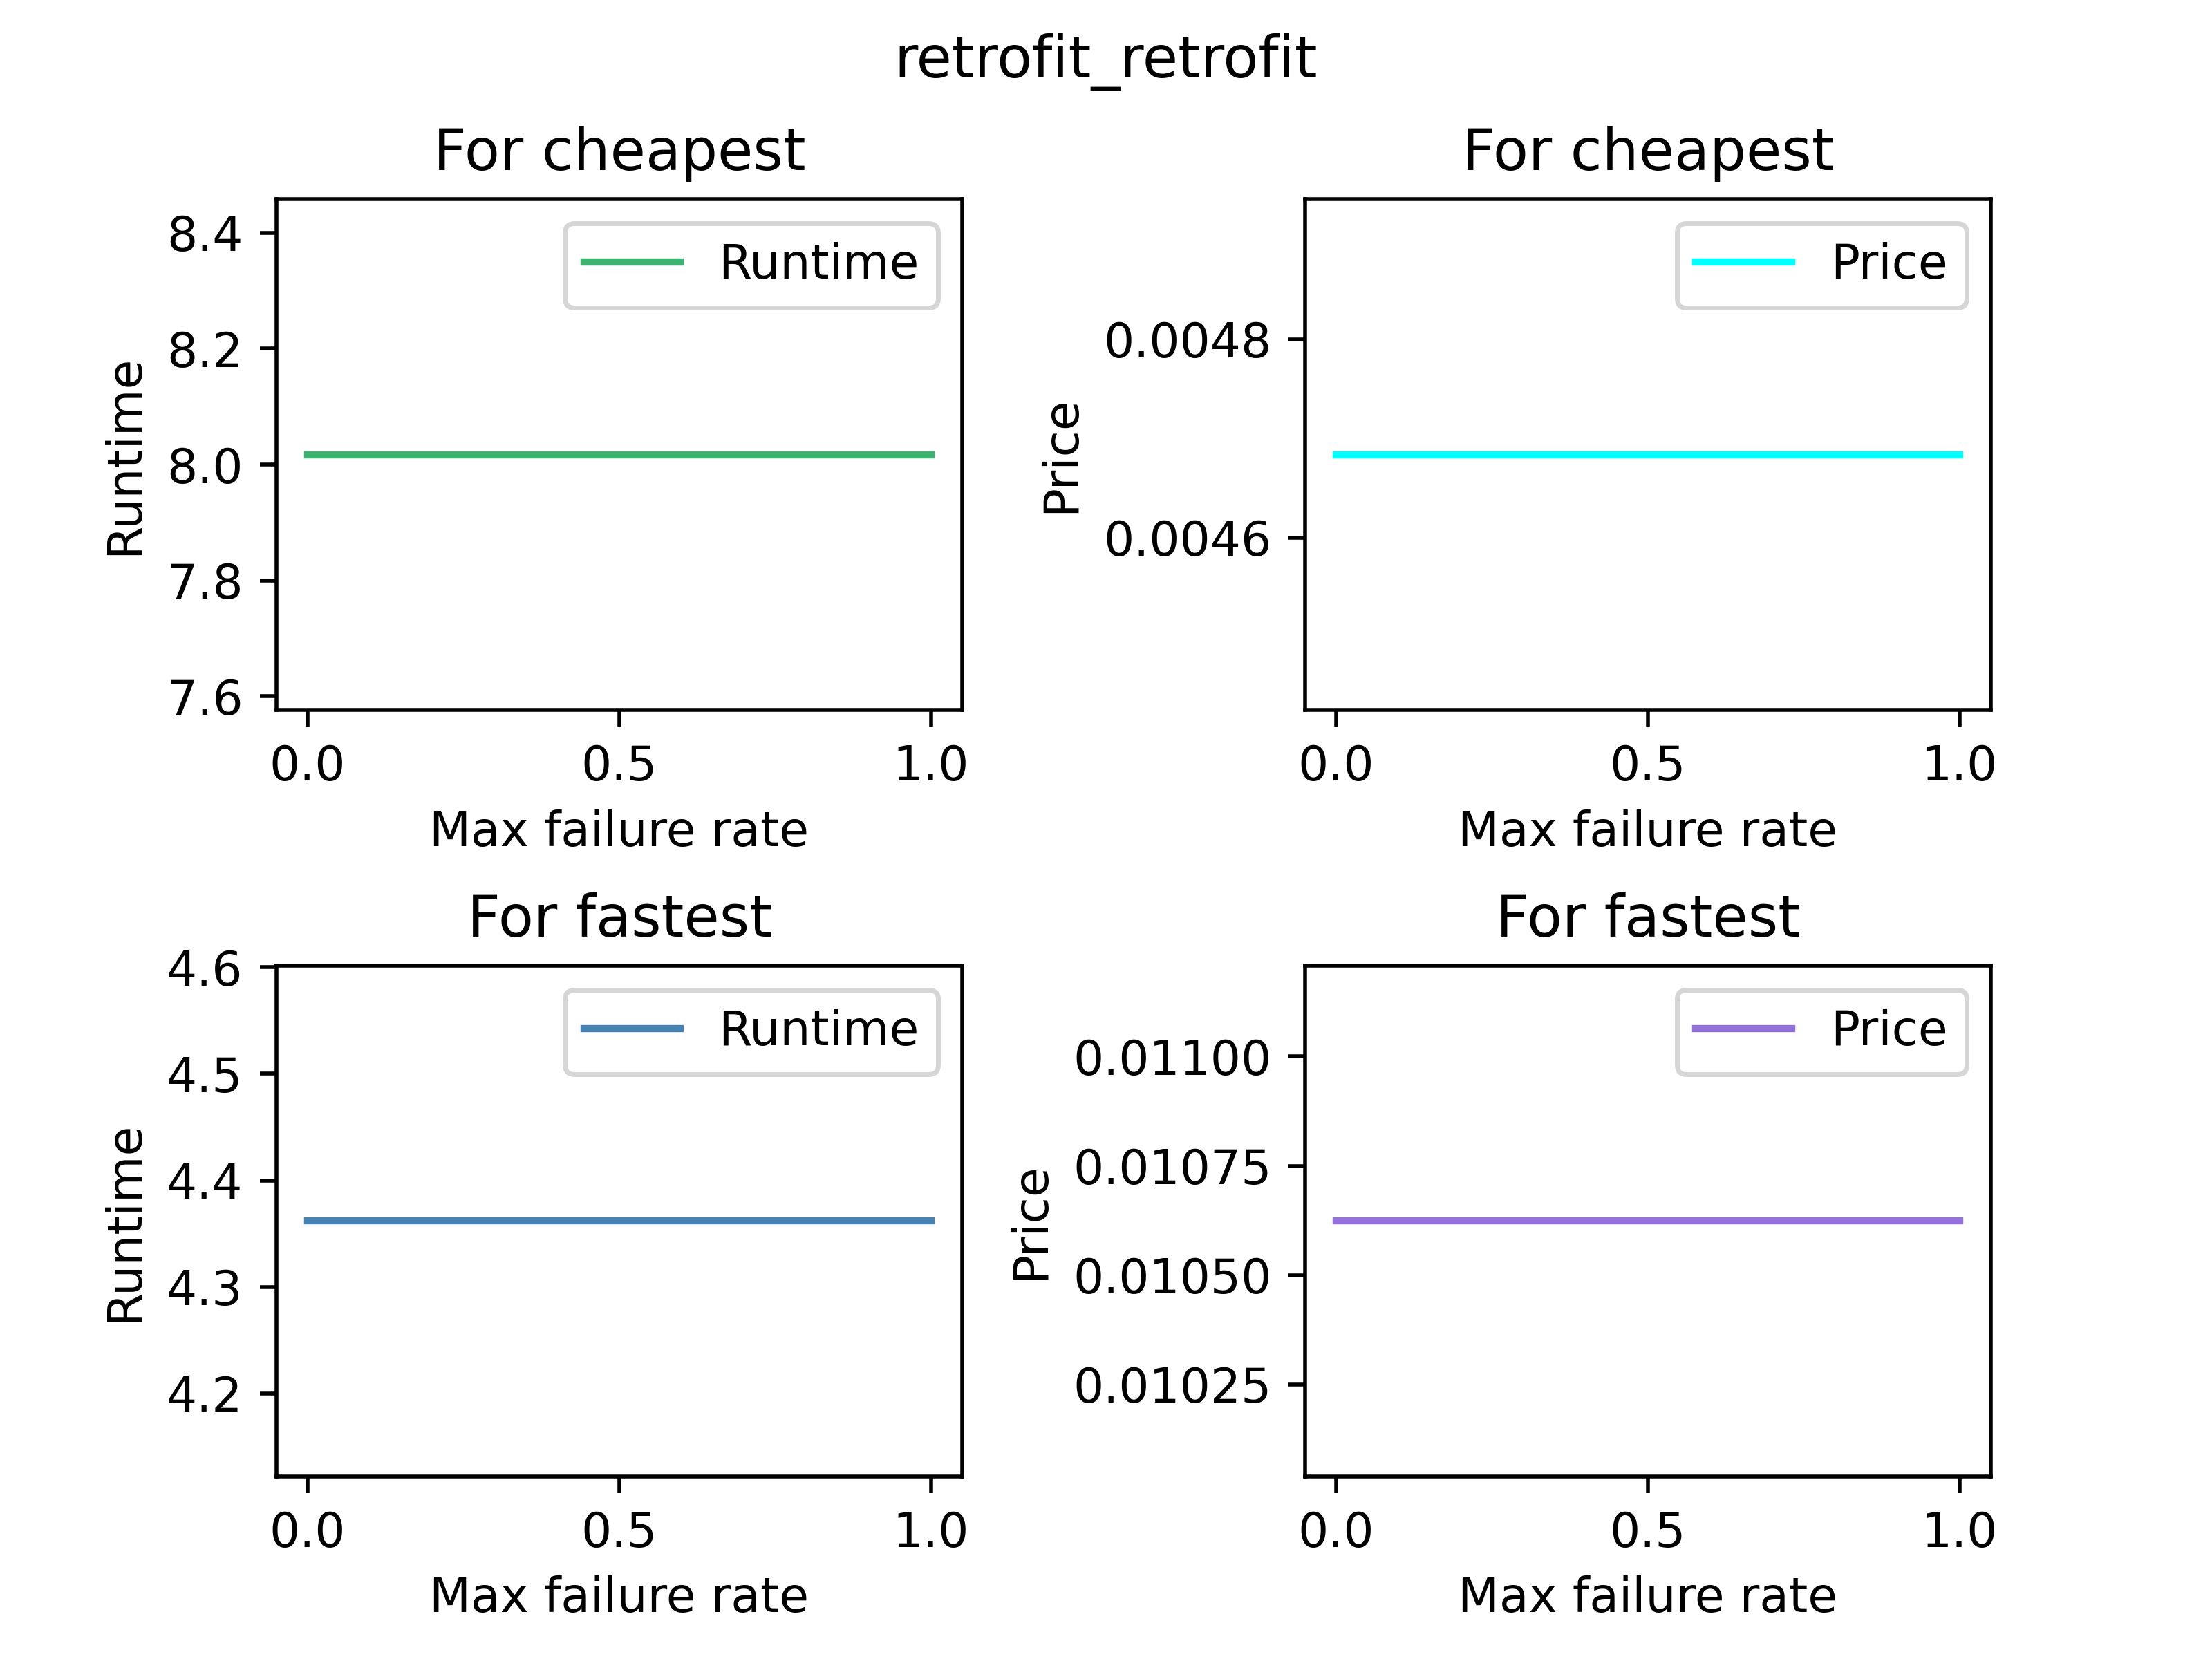 retrofit_retrofit
For cheapest
8.4
8.2
8.0
7.8
7.6
Runtime
Runtime
0.0 0.5 1.0
Max failure rate
For cheapest
0.0048
0.0046
Price
Price
0.0 0.5 1.0
Max failure rate
For fastest
4.6
4.5
4.4
4.3
4.2
Runtime
Runtime
0.0 0.5 1.0
Max failure rate
For fastest
0.01100
0.01075
0.01050
0.01025
Price
Price
0.0 0.5 1.0
Max failure rate